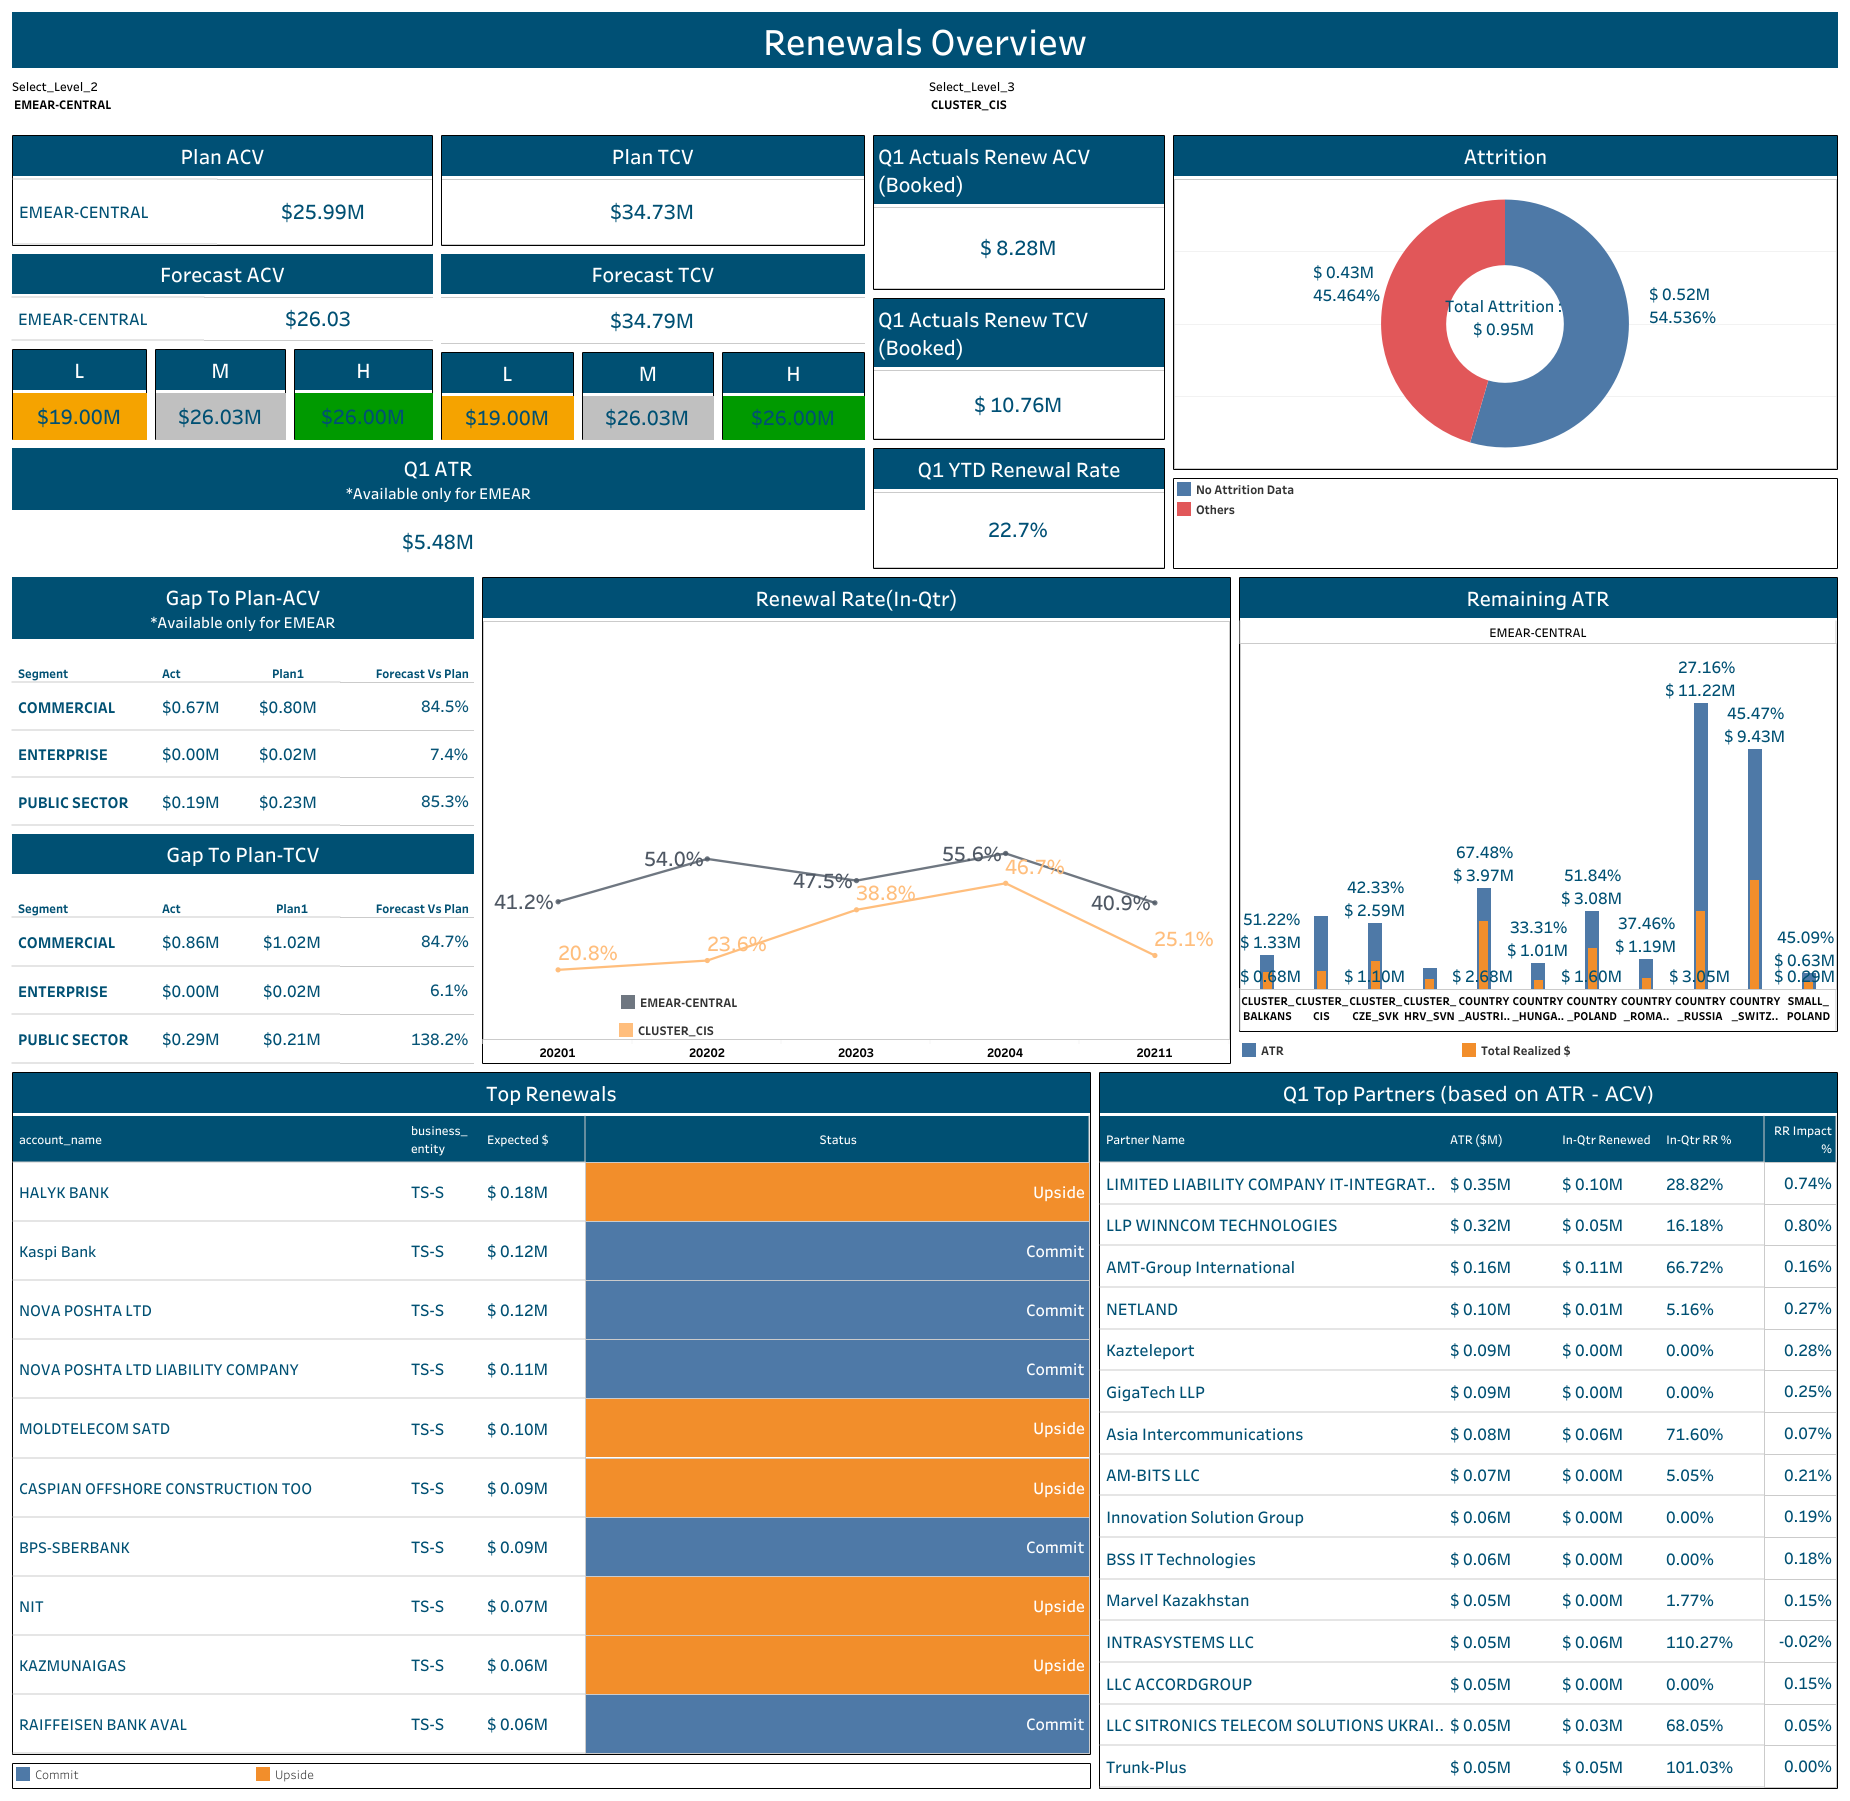 Renewals Overview
Select_Level_2
EMEAR-CENTRAL
Select_Level_3
CLUSTER_CIS
Plan ACV
EMEAR-CENTRAL $25.99M
Plan TCV
$34.73M
Q1 Actuals Renew ACV
(Booked)
$ 8.28M
Attrition
$ 0.43M
45.464%
Total Attrition :
$ 0.95M
$ 0.52M
54.536%
No Attrition Data
Others
Forecast ACV
EMEAR-CENTRAL $26.03
Forecast TCV
$34.79M
Q1 Actuals Renew TCV
(Booked)
$ 10.76M
L M H
$19.00M $26.03M $26.00M
L M H
$19.00M $26.03M $26.00M
Q1 ATR
*Available only for EMEAR
$5.48M
Q1 YTD Renewal Rate
22.7%
Gap To Plan-ACV
*Available only for EMEAR
Segment Act Plan1 Forecast Vs Plan
COMMERCIAL $0.67M $0.80M 84.5%
ENTERPRISE $0.00M $0.02M 7.4%
PUBLIC SECTOR $0.19M $0.23M 85.3%
Gap To Plan-TCV
Segment Act Plan1 Forecast Vs Plan
COMMERCIAL $0.86M $1.02M 84.7%
ENTERPRISE $0.00M $0.02M 6.1%
PUBLIC SECTOR $0.29M $0.21M 138.2%
Renewal Rate(In-Qtr)
41.2% 54.0% 47.5% 55.6% 40.9%
20.8% 23.6% 38.8% 46.7% 25.1%
EMEAR-CENTRAL
CLUSTER_CIS
20201 20202 20203 20204 20211
Remaining ATR
EMEAR-CENTRAL
27.16%
$ 11.22M
45.47%
$ 9.43M
67.48%
$ 3.97M
51.84%
$ 3.08M
42.33%
$ 2.59M
51.22%
$ 1.33M
33.31%
$ 1.01M
37.46%
$ 1.19M
45.09%
$ 0.63M
$ 0.68M $ 1.10M $ 2.68M $ 1.60M $ 3.05M $ 0.29M
CLUSTER_ CLUSTER_ CLUSTER_ CLUSTER_ COUNTRY COUNTRY COUNTRY COUNTRY COUNTRY COUNTRY SMALL_
BALKANS CIS CZE_SVK HRV_SVN _AUSTRI.. _HUNGA.. _POLAND _ROMA.. _RUSSIA _SWITZ.. POLAND
ATR Total Realized $
Top Renewals
account_name business_ Expected $ Status
entity
HALYK BANK TS-S $ 0.18M Upside
Kaspi Bank TS-S $ 0.12M Commit
NOVA POSHTA LTD TS-S $ 0.12M Commit
NOVA POSHTA LTD LIABILITY COMPANY TS-S $ 0.11M Commit
MOLDTELECOM SATD TS-S $ 0.10M Upside
CASPIAN OFFSHORE CONSTRUCTION TOO TS-S $ 0.09M Upside
BPS-SBERBANK TS-S $ 0.09M Commit
NIT TS-S $ 0.07M Upside
KAZMUNAIGAS TS-S $ 0.06M Upside
RAIFFEISEN BANK AVAL TS-S $ 0.06M Commit
Commit Upside
Q1 Top Partners (based on ATR - ACV)
Partner Name ATR ($M) In-Qtr Renewed In-Qtr RR % RR Impact
%
LIMITED LIABILITY COMPANY IT-INTEGRAT.. $ 0.35M $ 0.10M 28.82% 0.74%
LLP WINNCOM TECHNOLOGIES $ 0.32M $ 0.05M 16.18% 0.80%
AMT-Group International $ 0.16M $ 0.11M 66.72% 0.16%
NETLAND $ 0.10M $ 0.01M 5.16% 0.27%
Kazteleport $ 0.09M $ 0.00M 0.00% 0.28%
GigaTech LLP $ 0.09M $ 0.00M 0.00% 0.25%
Asia Intercommunications $ 0.08M $ 0.06M 71.60% 0.07%
AM-BITS LLC $ 0.07M $ 0.00M 5.05% 0.21%
Innovation Solution Group $ 0.06M $ 0.00M 0.00% 0.19%
BSS IT Technologies $ 0.06M $ 0.00M 0.00% 0.18%
Marvel Kazakhstan $ 0.05M $ 0.00M 1.77% 0.15%
INTRASYSTEMS LLC $ 0.05M $ 0.06M 110.27% -0.02%
LLC ACCORDGROUP $ 0.05M $ 0.00M 0.00% 0.15%
LLC SITRONICS TELECOM SOLUTIONS UKRAI.. $ 0.05M $ 0.03M 68.05% 0.05%
Trunk-Plus $ 0.05M $ 0.05M 101.03% 0.00%